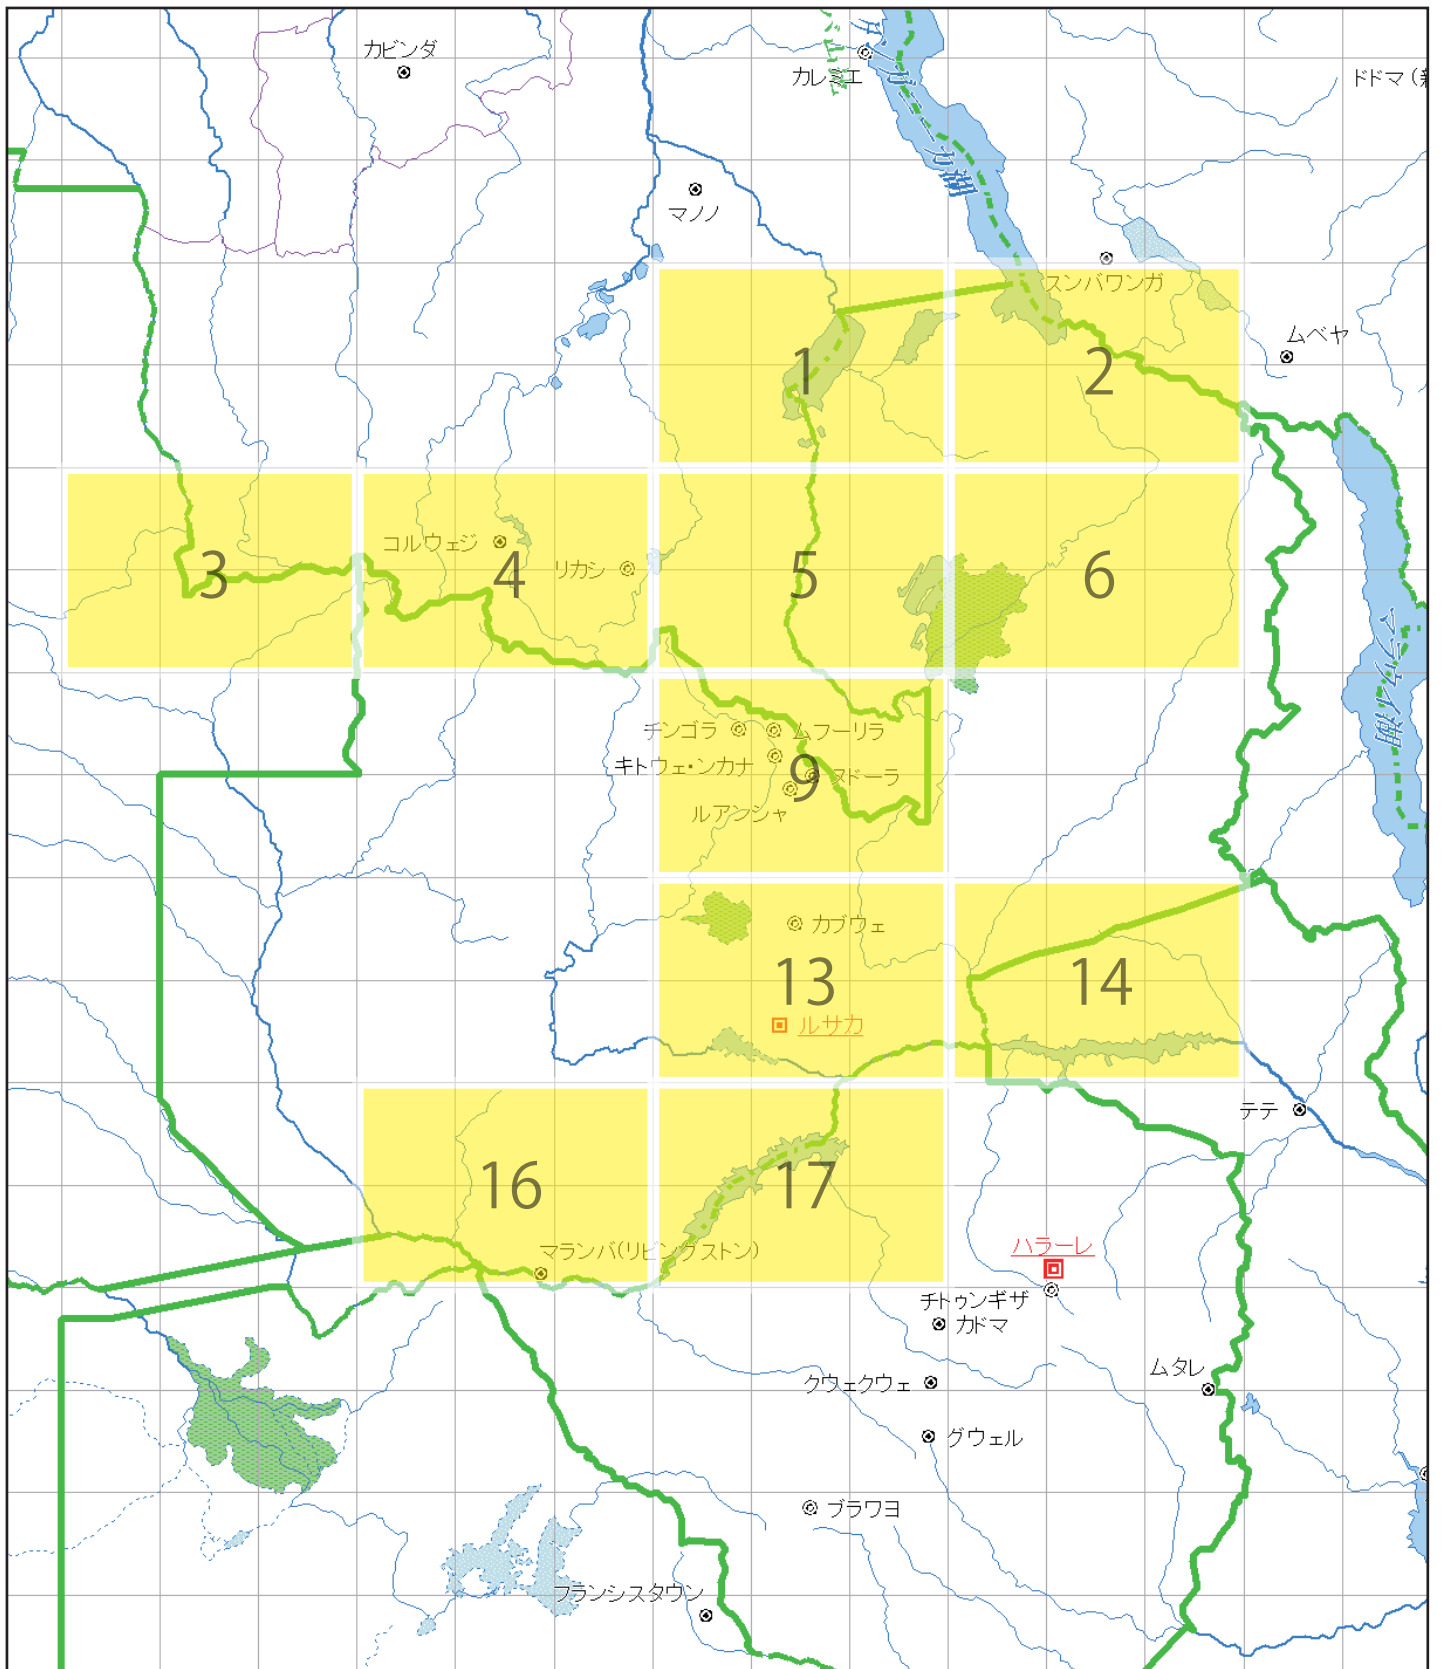 カビンダ
カレミエ
ドドマ
ガニーカ湖
マノノ
スンバワンガ
ムベヤ
1
2
コルウェジ
リカシ
3
4
5
6
マラウイ湖
チンゴラ
ムフーリラ
キトウェ・ンカナ
ヌドーラ
9
ルアンシャ
カブウェ
13
14
ルサカ
テテ
16
17
マランバ(リビングストン)
ハラーレ
チトゥンギザ
カドマ
ムタレ
クウェクウェ
グウェル
ブラワヨ
フランシスタウン